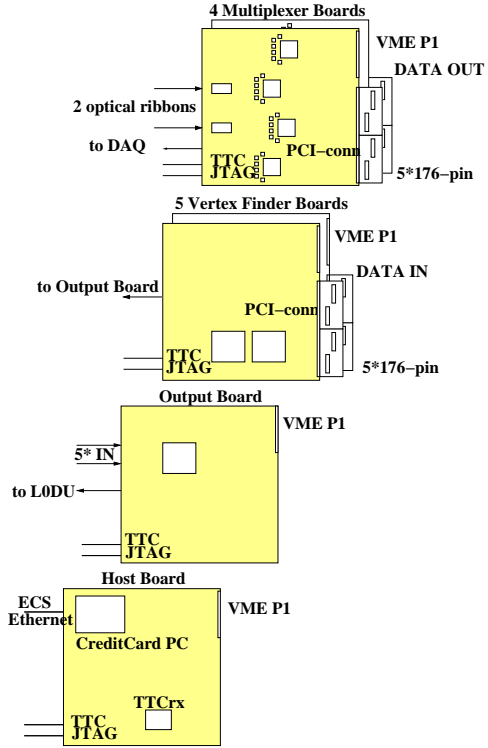 4 Multiplexer Boards
VME P1
DATA OUT
2 optical ribbons
to DAQ
PCI−conn
TTC
JTAG
5*176−pin
5 Vertex Finder Boards
VME P1
DATA IN
to Output Board
PCI−conn
TTC
JTAG
5*176−pin
Output Board
VME P1
5* IN
to L0DU
TTC
JTAG
Host Board
ECS
Ethernet
VME P1
CreditCard PC
TTCrx
TTC
JTAG